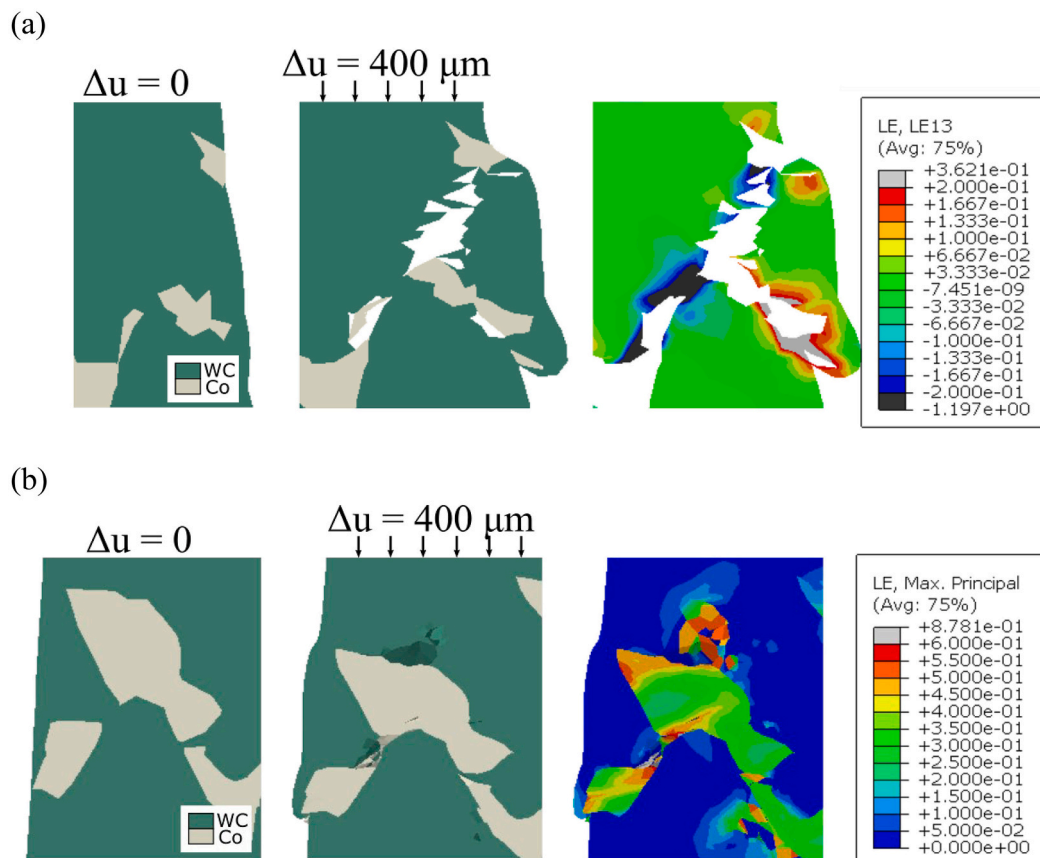 (a)
Δu = 0
Δu = 400 μm
WC
Co
LE, LE13
(Avg: 75%)
+3.621e-01
+2.000e-01
+1.667e-01
+1.333e-01
+1.000e-01
+6.667e-02
+3.333e-02
-7.451e-09
-3.333e-02
-6.667e-02
-1.000e-01
-1.333e-01
-1.667e-01
-2.000e-01
-1.197e+00
(b)
Δu = 0
Δu = 400 μm
WC
Co
LE, Max. Principal
(Avg: 75%)
+8.781e-01
+6.000e-01
+5.500e-01
+5.000e-01
+4.500e-01
+4.000e-01
+3.500e-01
+3.000e-01
+2.500e-01
+2.000e-01
+1.500e-01
+1.000e-01
+5.000e-02
+0.000e+00